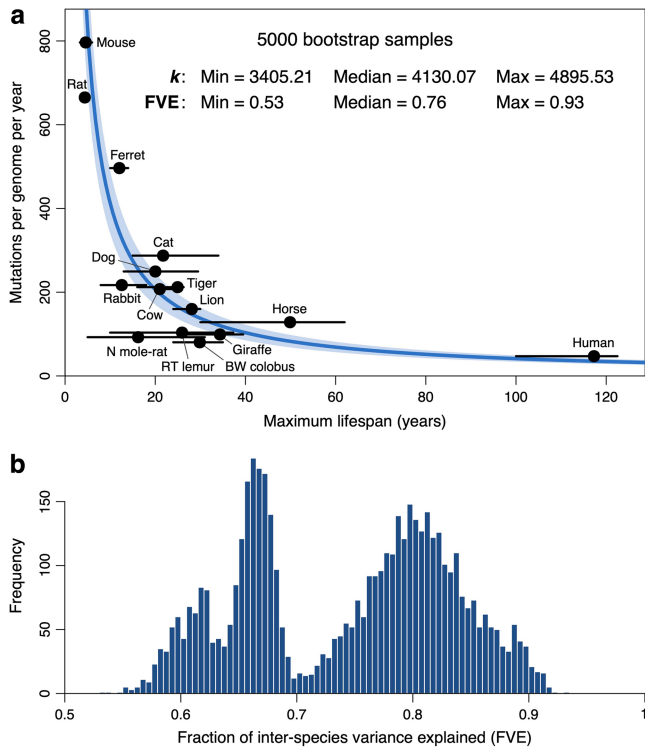 a
5000 bootstrap samples
k: Min = 3405.21 Median = 4130.07 Max = 4895.53
FVE: Min = 0.53 Median = 0.76 Max = 0.93
Mutations per genome per year
800
600
400
200
0
Mouse
Rat
Ferret
Cat
Dog
Tiger
Rabbit
Lion
Cow
Horse
N mole-rat
Giraffe
RT lemur
BW colobus
Human
0 20 40 60 80 100 120
Maximum lifespan (years)
b
Frequency
150
100
50
0
0.5 0.6 0.7 0.8 0.9 1
Fraction of inter-species variance explained (FVE)